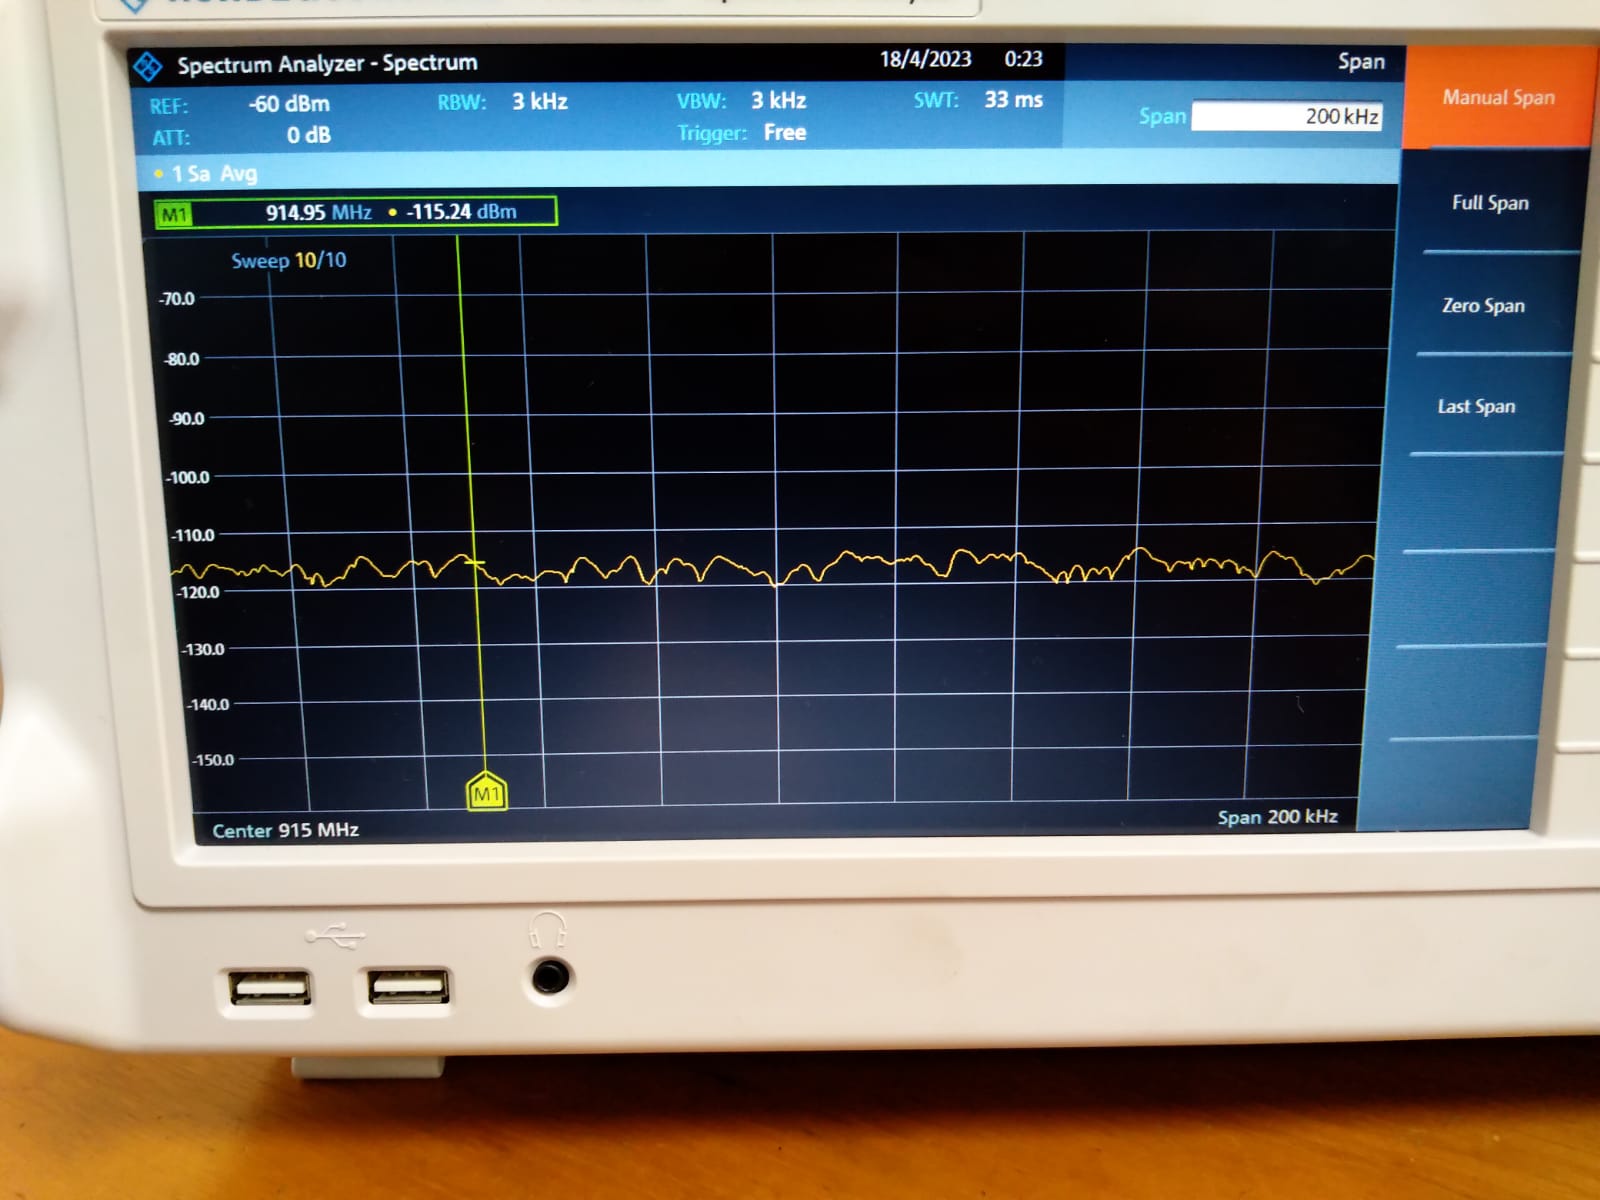 Spectrum Analyzer - Spectrum 18/4/2023 0:23 Span
REF: -60 dBm RBW: 3 kHz VBW: 3 kHz SWT: 33 ms
ATT: 0 dB Trigger: Free
Span 200 kHz
1 Sa Avg
M1 914.95 MHz • -115.24 dBm
Sweep 10/10
-70.0
-80.0
-90.0
-100.0
-110.0
-120.0
-130.0
-140.0
-150.0
M1
Center 915 MHz Span 200 kHz
Manual Span
Full Span
Zero Span
Last Span